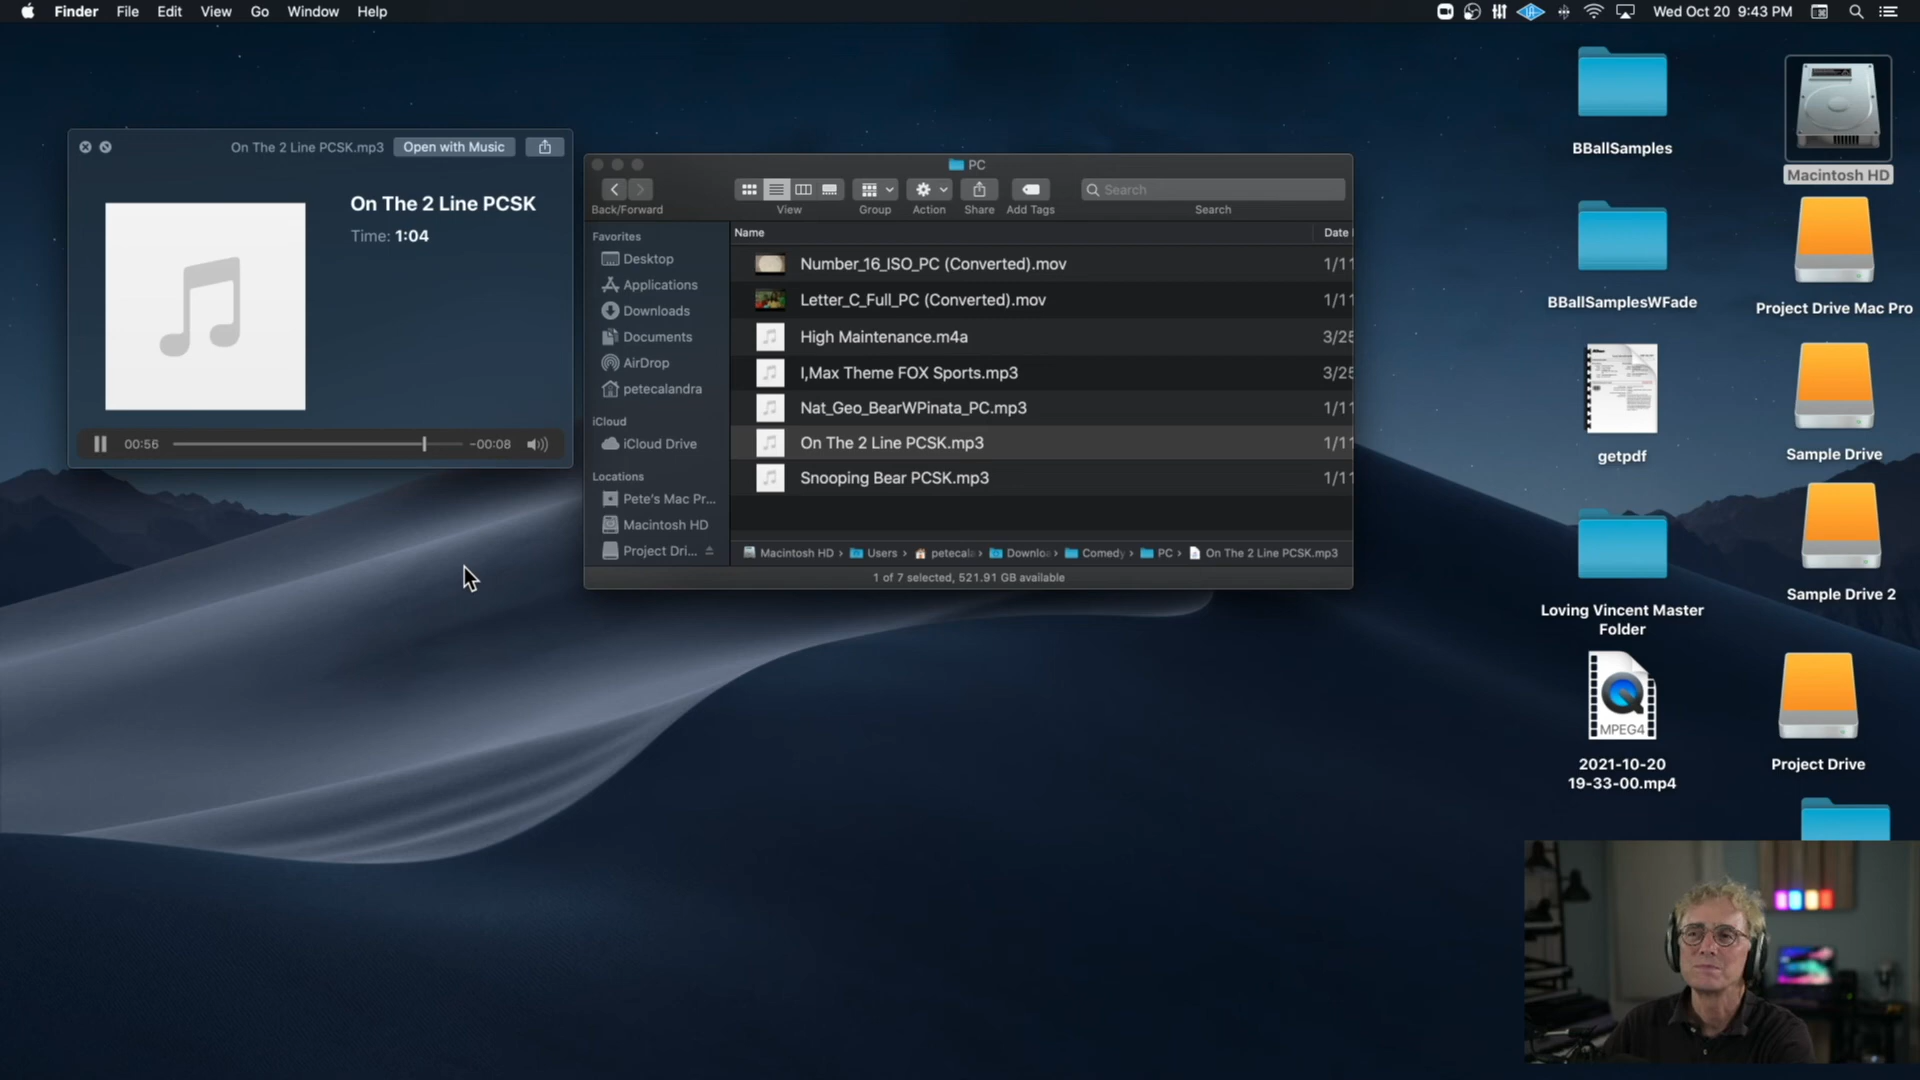 Finder File Edit View Go Window Help
Wed Oct 20 9:43 PM
On The 2 Line PCSK.mp3
Open with Music
On The 2 Line PCSK
Time: 1:04
00:56
-00:08
PC
Back/Forward
View
Group
Action
Share
Add Tags
Search
Search
Favorites
Desktop
Applications
Downloads
Documents
AirDrop
petecalandra
iCloud
iCloud Drive
Locations
Pete's Mac Pr...
Macintosh HD
Project Dri...
Name
Date
Number_16_ISO_PC (Converted).mov
1/11
Letter_C_Full_PC (Converted).mov
1/11
High Maintenance.m4a
3/25
I,Max Theme FOX Sports.mp3
3/25
Nat_Geo_BearWPinata_PC.mp3
1/11
On The 2 Line PCSK.mp3
1/11
Snooping Bear PCSK.mp3
1/11
Macintosh HD › Users › petecala › Downloa › Comedy › PC › On The 2 Line PCSK.mp3
1 of 7 selected, 521.91 GB available
BBallSamples
Macintosh HD
BBallSamplesWFade
Project Drive Mac Pro
getpdf
Sample Drive
Loving Vincent Master
Folder
Sample Drive 2
MPEG4
2021-10-20
19-33-00.mp4
Project Drive